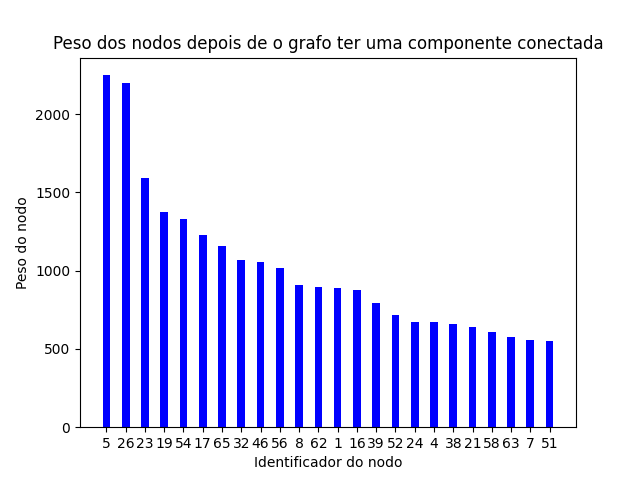 Peso dos nodos depois de o grafo ter uma componente conectada
2000
1500
1000
500
0
Peso do nodo
5 26 23 19 54 17 65 32 46 56 8 62 1 16 39 52 24 4 38 21 58 63 7 51
Identificador do nodo